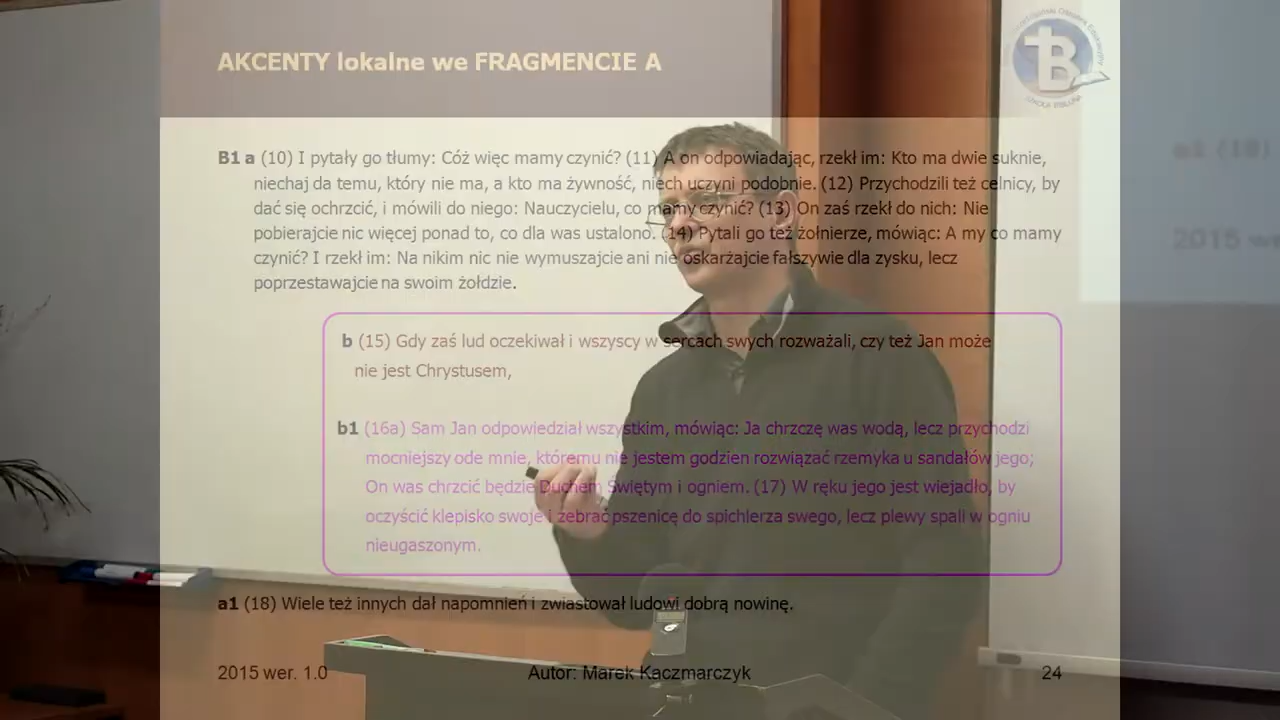 AKCENTY lokalne we FRAGMENCIE A
B1 a (10) I pytały go tłumy: Cóż więc mamy czynić? (11) A on odpowiadając, rzekł im: Kto ma dwie suknie,
niechaj da temu, który nie ma, a kto ma żywność, niech uczyni podobnie. (12) Przychodzili też celnicy, by
dać się ochrzcić, i mówili do niego: Nauczycielu, co mamy czynić? (13) On zaś rzekł do nich: Nie
pobierajcie nic więcej ponad to, co dla was ustalono. (14) Pytali go też żołnierze, mówiąc: A my co mamy
czynić? I rzekł im: Na nikim nic nie wymuszajcie ani nie oskarżajcie fałszywie dla zysku, lecz
poprzestawajcie na swoim żołdzie.
b (15) Gdy zaś lud oczekiwał i wszyscy w sercach swych rozważali, czy też Jan może
nie jest Chrystusem,
b1 (16a) Sam Jan odpowiedział wszystkim, mówiąc: Ja chrzczę was wodą, lecz przychodzi
mocniejszy ode mnie, któremu nie jestem godzien rozwiązać rzemyka u sandałów jego;
On was chrzcić będzie Duchem Świętym i ogniem. (17) W ręku jego jest wiejadło, by
oczyścić klepisko swoje i zebrać pszenicę do spichlerza swego, lecz plewy spali w ogniu
nieugaszonym.
a1 (18) Wiele też innych dał napomnień i zwiastował ludowi dobrą nowinę.
2015 wer. 1.0 Autor: Marek Kaczmarczyk 24
a1 (18)
2015 we